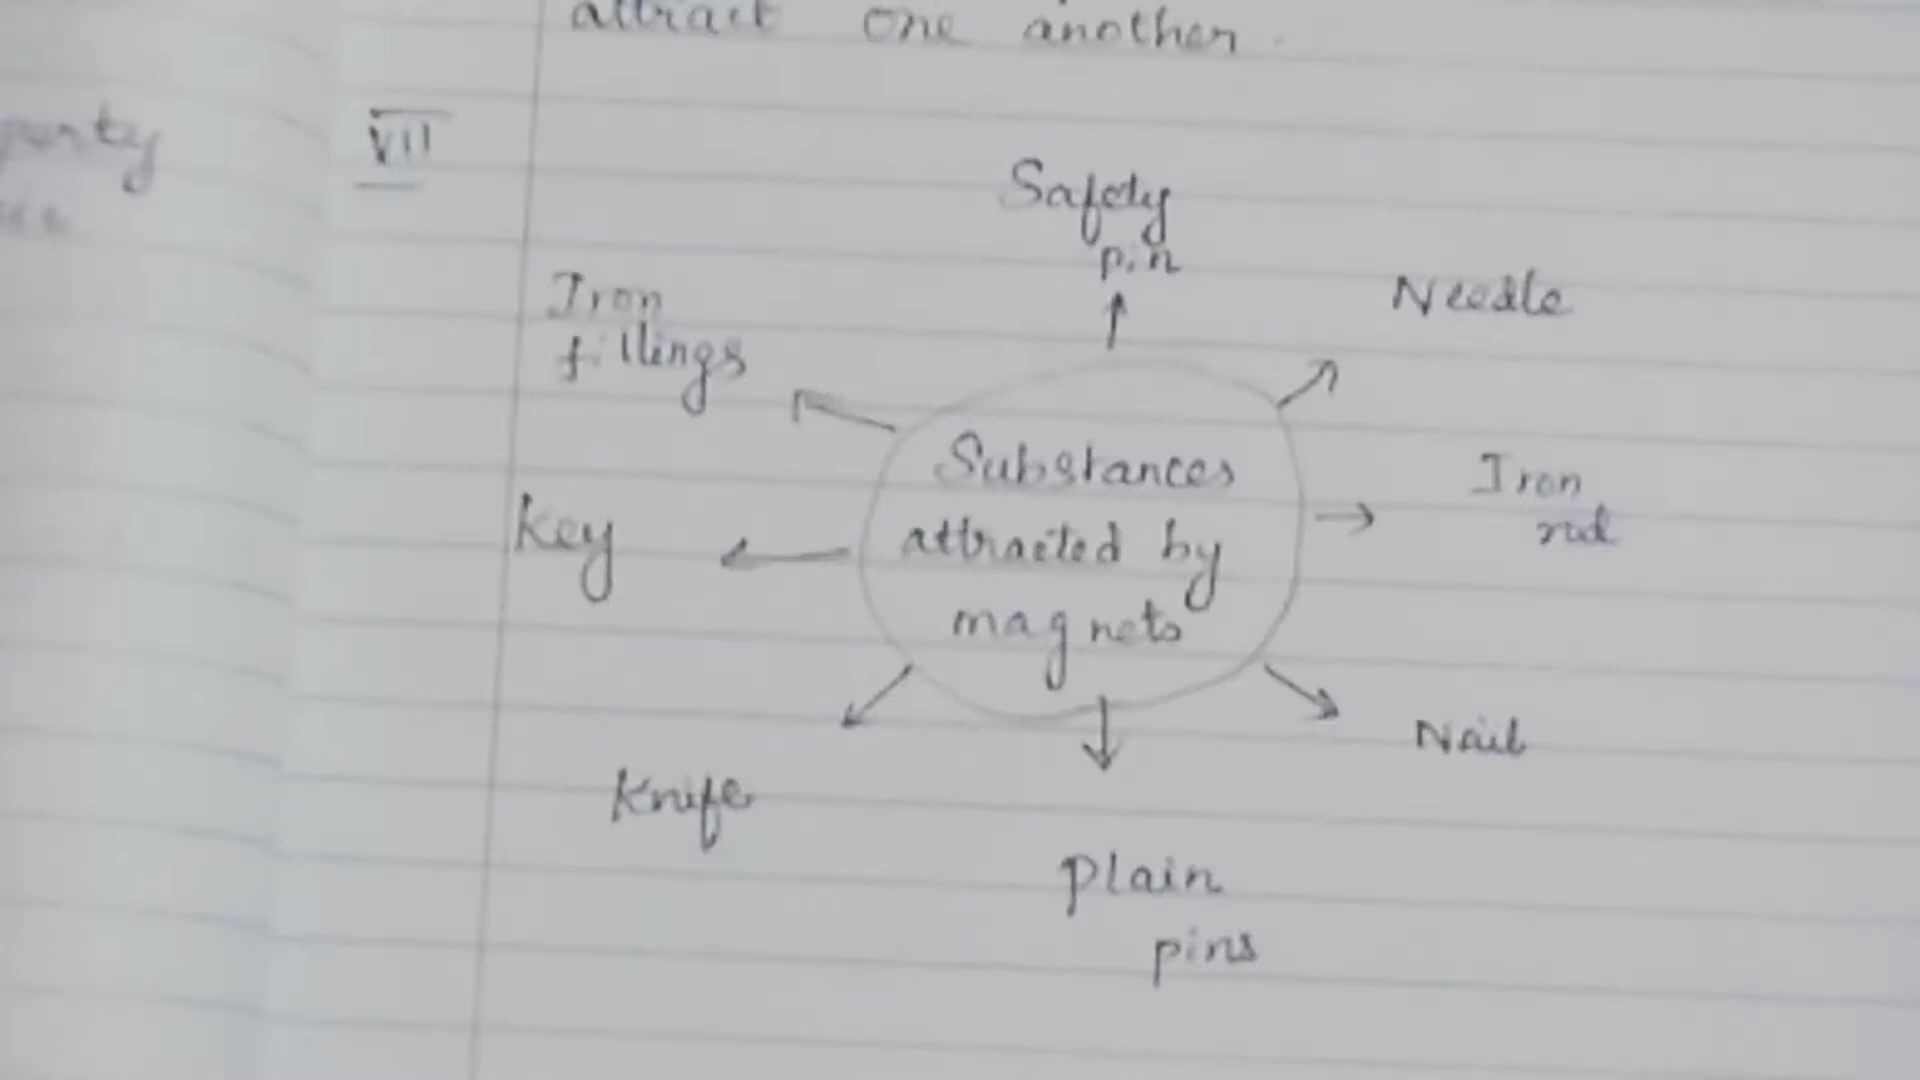 attract one another.
VII
Safety
pin
Needle
Iron
fillings
Iron
rod
Key
Substances
attracted by
magnets
Nail
Knife
Plain
pins